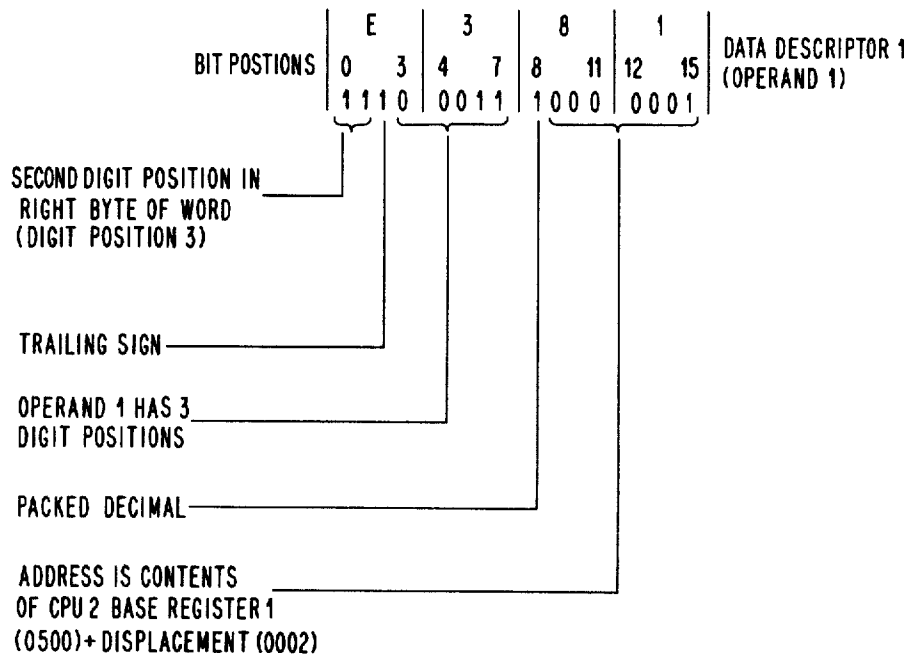 E 3 8 1
BIT POSTIONS 0 3 4 7 8 11 12 15 DATA DESCRIPTOR 1
(OPERAND 1)
1 1 1 0 0 0 1 1 1 0 0 0 0 0 0 1
SECOND DIGIT POSITION IN
RIGHT BYTE OF WORD
(DIGIT POSITION 3)
TRAILING SIGN
OPERAND 1 HAS 3
DIGIT POSITIONS
PACKED DECIMAL
ADDRESS IS CONTENTS
OF CPU 2 BASE REGISTER 1
(0500)+ DISPLACEMENT (0002)